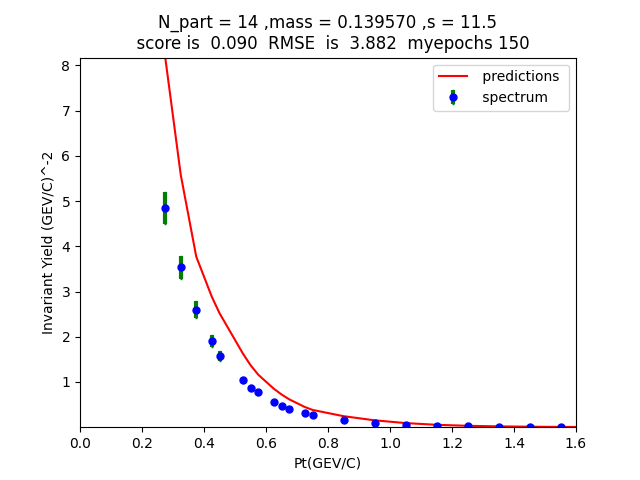 N_part = 14 ,mass = 0.139570 ,s = 11.5
score is 0.090 RMSE is 3.882 myepochs 150
predictions
spectrum
Invariant Yield (GEV/C)^-2
8
7
6
5
4
3
2
1
0.0 0.2 0.4 0.6 0.8 1.0 1.2 1.4 1.6
Pt(GEV/C)